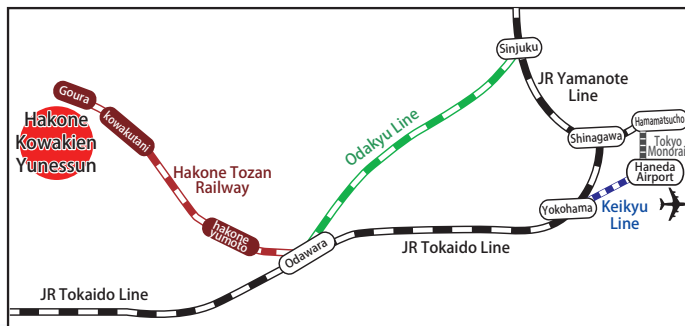 Sinjuku
JR Yamanote
Line
Goura
kowakutani
Hakone
Kowakien
Yunessun
Hamamatsucho
Shinagawa
Tokyo
Mondrail
Odakyu Line
Haneda
Airport
Hakone Tozan
Railway
Yokohama
Keikyu
Line
hakone
yumoto
JR Tokaido Line
Odawara
JR Tokaido Line